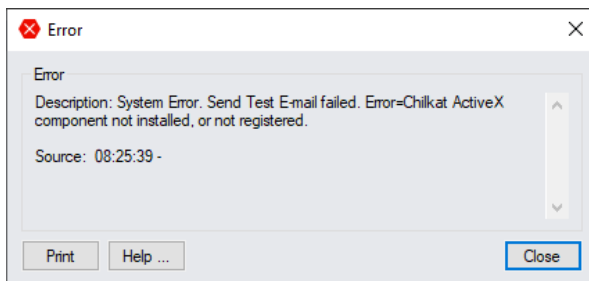 Error
Error
Description: System Error. Send Test E-mail failed. Error=Chilkat ActiveX
component not installed, or not registered.
Source: 08:25:39 -
Print
Help ...
Close